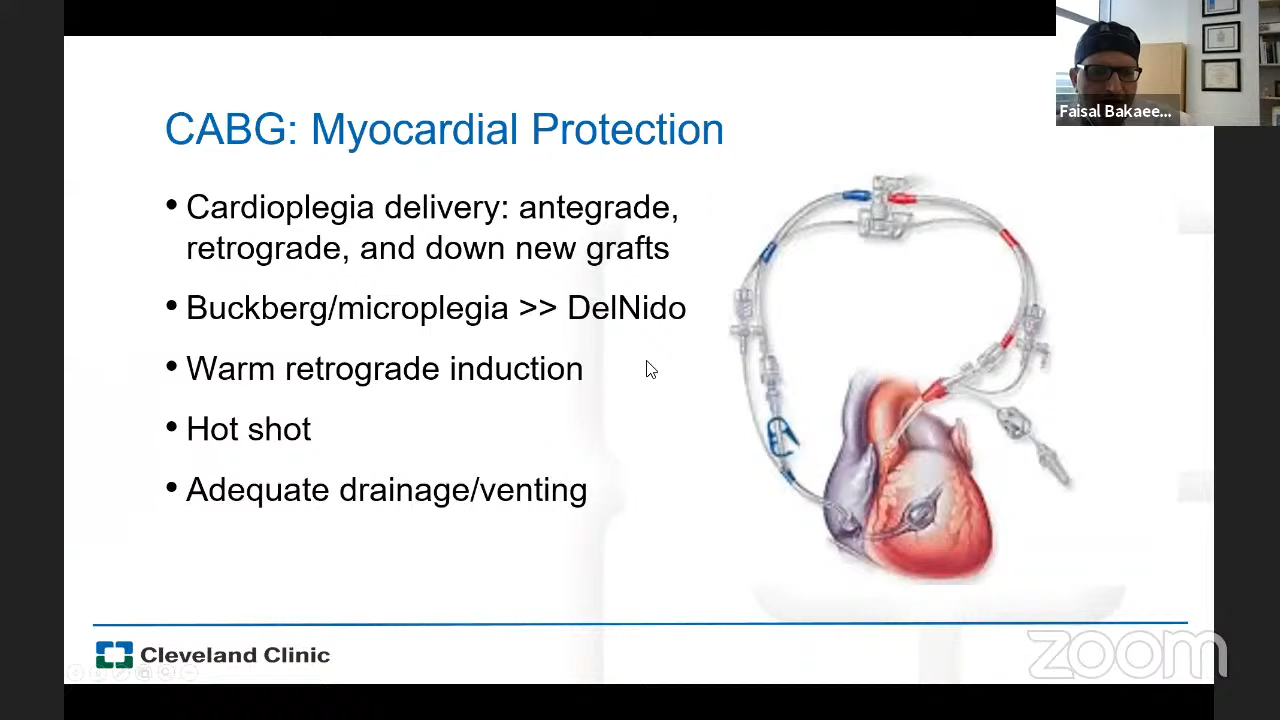 Faisal Bakaee...
CABG: Myocardial Protection
• Cardioplegia delivery: antegrade,
retrograde, and down new grafts
• Buckberg/microplegia >> DelNido
• Warm retrograde induction
• Hot shot
• Adequate drainage/venting
Cleveland Clinic
zoom